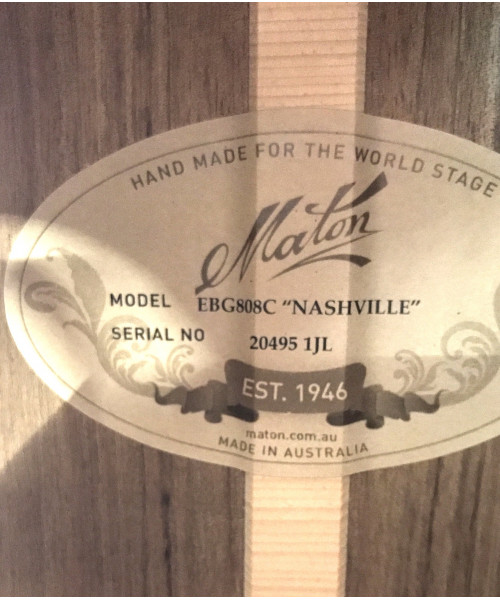 HAND MADE FOR THE WORLD STAGE
Maton
MODEL EBG808C “NASHVILLE”
SERIAL NO 20495 1JL
EST. 1946
maton.com.au
MADE IN AUSTRALIA